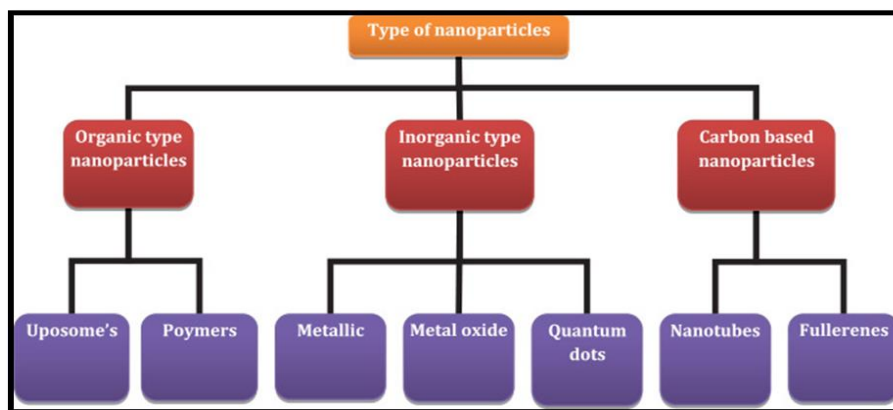 Type of nanoparticles
Organic type
nanoparticles
Inorganic type
nanoparticles
Carbon based
nanoparticles
Uposome’s
Poymers
Metallic
Metal oxide
Quantum
dots
Nanotubes
Fullerenes